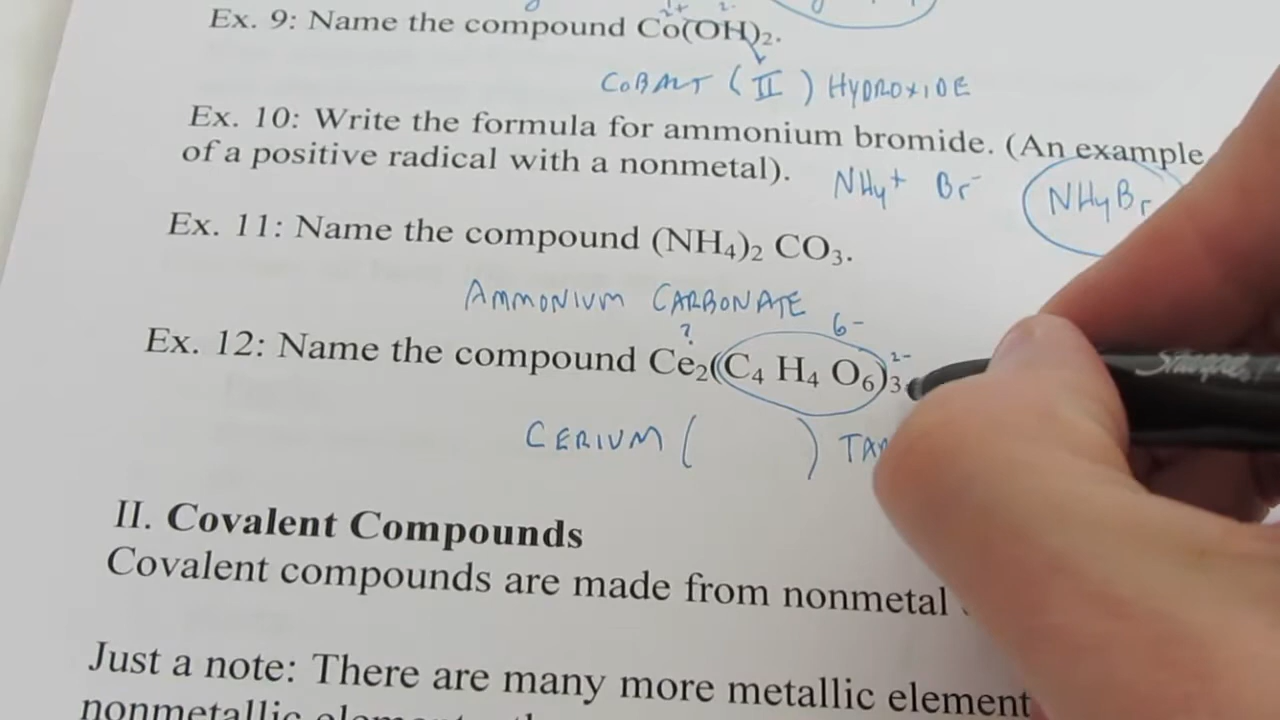 Ex. 9: Name the compound Co(OH)₂.
COBALT (II) HYDROXIDE
Ex. 10: Write the formula for ammonium bromide. (An example
of a positive radical with a nonmetal).
NH₄⁺ Br⁻ NH₄Br
Ex. 11: Name the compound (NH₄)₂ CO₃.
AMMONIUM CARBONATE
? 6-
Ex. 12: Name the compound Ce₂(C₄ H₄ O₆)₃ 2-
CERIUM ( ) TAR
II. Covalent Compounds
Covalent compounds are made from nonmetal
Just a note: There are many more metallic element
nonmetallic